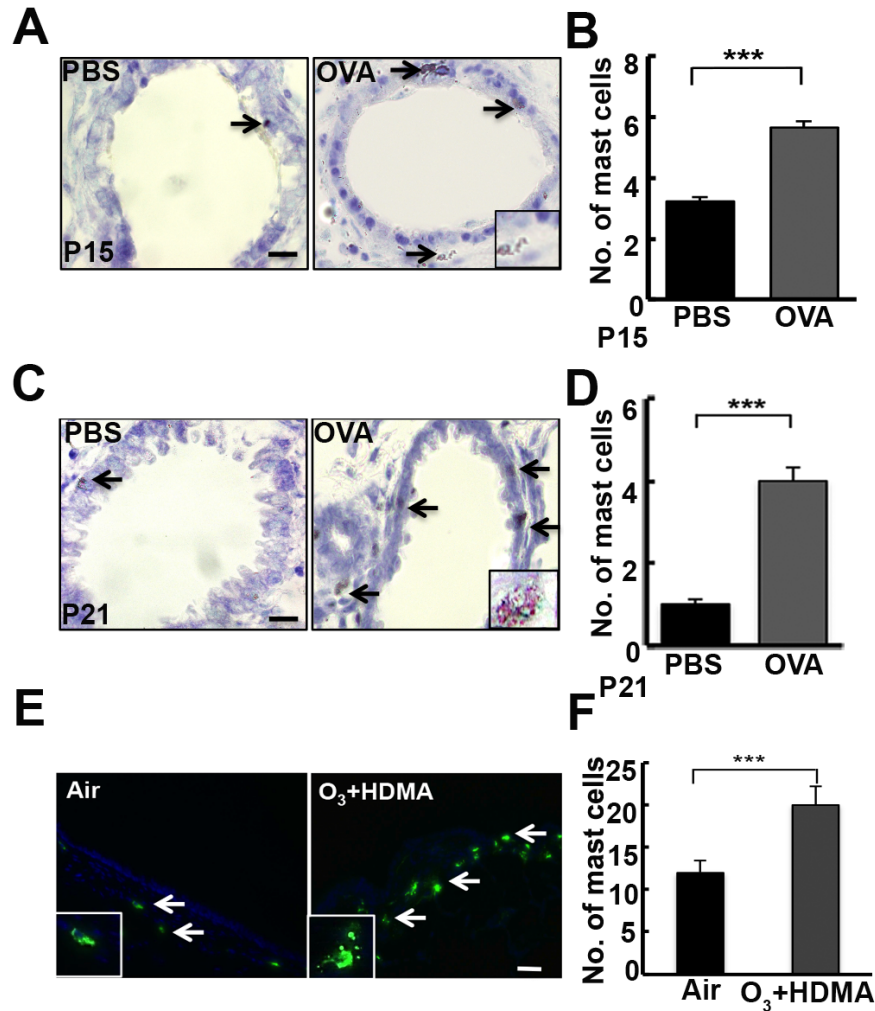 A
PBS
OVA
P15
B
8
6
4
2
0
No. of mast cells
***
PBS
OVA
P15
C
PBS
OVA
P21
D
6
4
2
0
No. of mast cells
***
PBS
OVA
P21
E
Air
O₃+HDMA
F
25
20
15
10
5
0
No. of mast cells
***
Air
O₃+HDMA